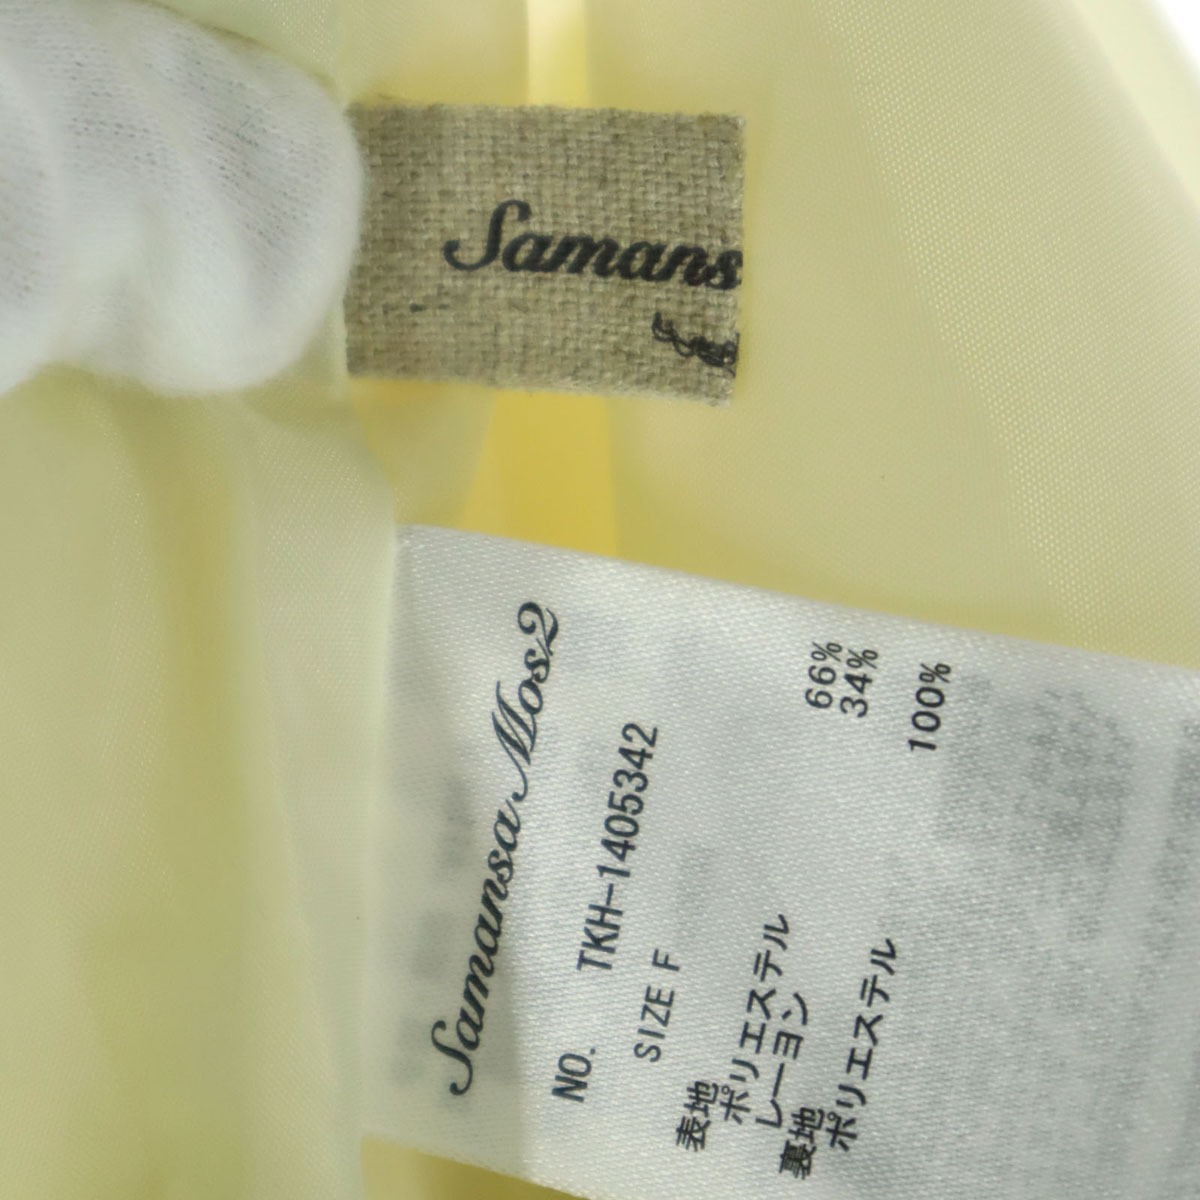 Samans
Samansa Mos2
NO. TKH-1405342
SIZE F
表地
ポリエステル 66%
レーヨン 34%
裏地
ポリエステル 100%